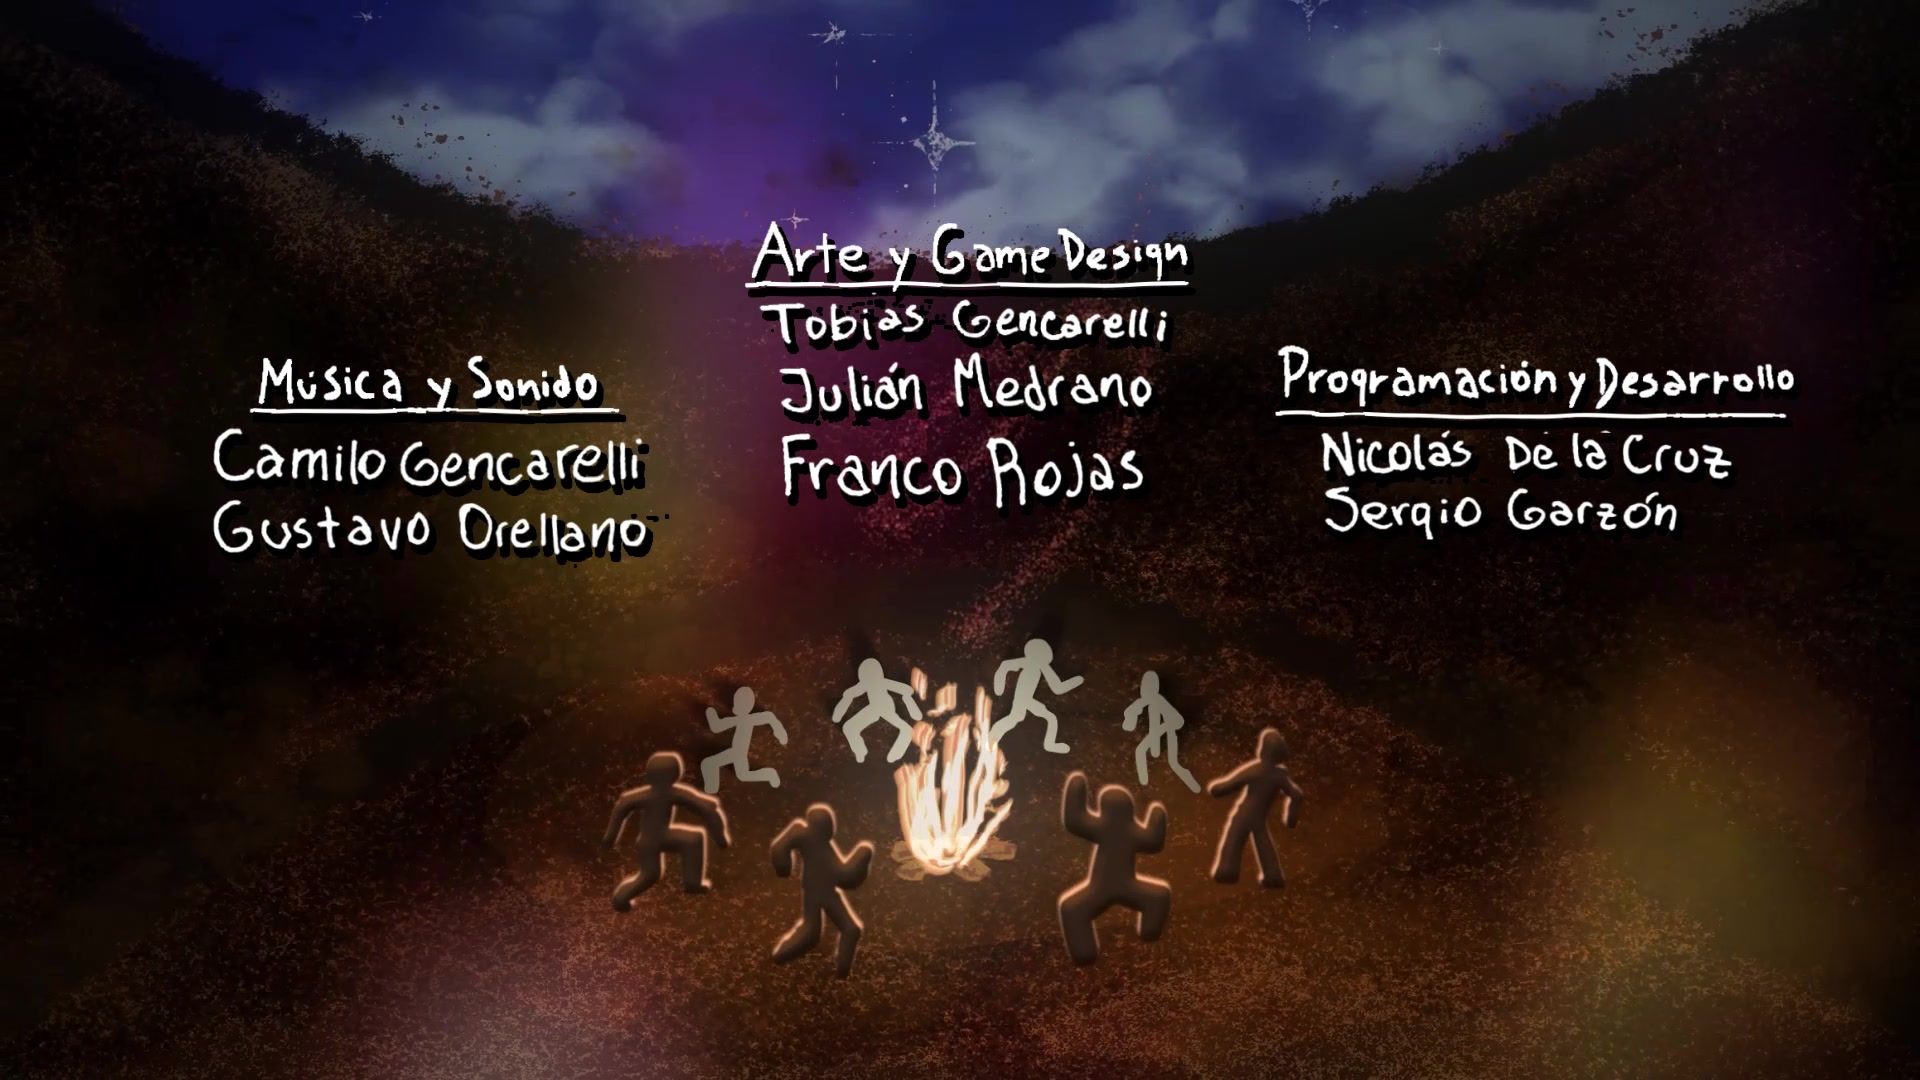 Música y Sonido
Camilo Gencarelli
Gustavo Orellano
Arte y Game Design
Tobías Gencarelli
Julián Medrano
Franco Rojas
Programación y Desarrollo
Nicolás De la Cruz
Sergio Garzón